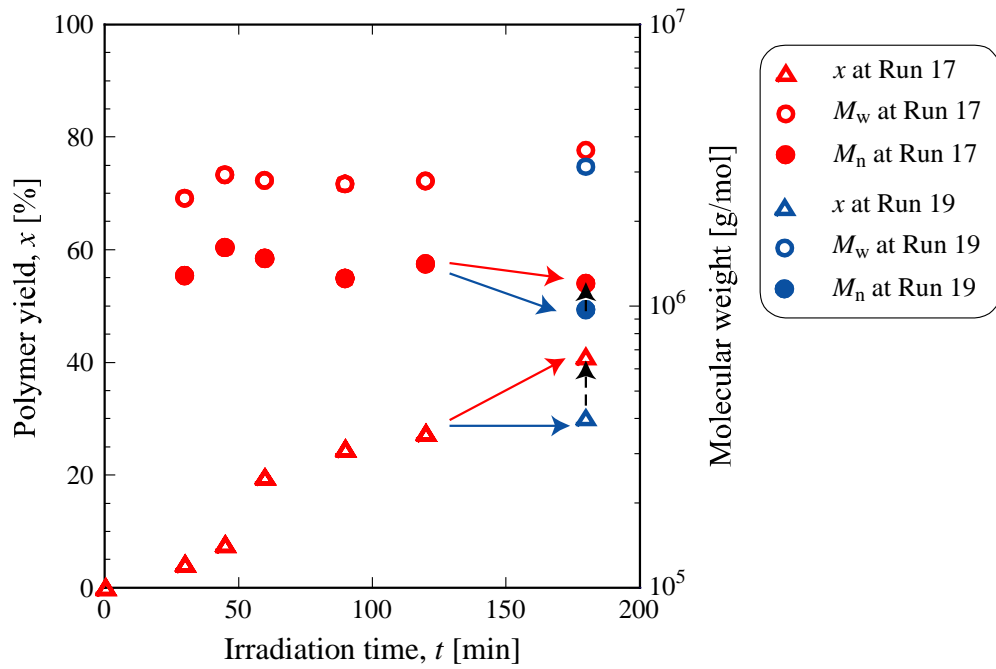 100
80
60
40
20
0
Polymer yield, x [%]
0
50
100
150
200
Irradiation time, t [min]
10⁷
10⁶
10⁵
Molecular weight [g/mol]
x at Run 17
Mw at Run 17
Mn at Run 17
x at Run 19
Mw at Run 19
Mn at Run 19